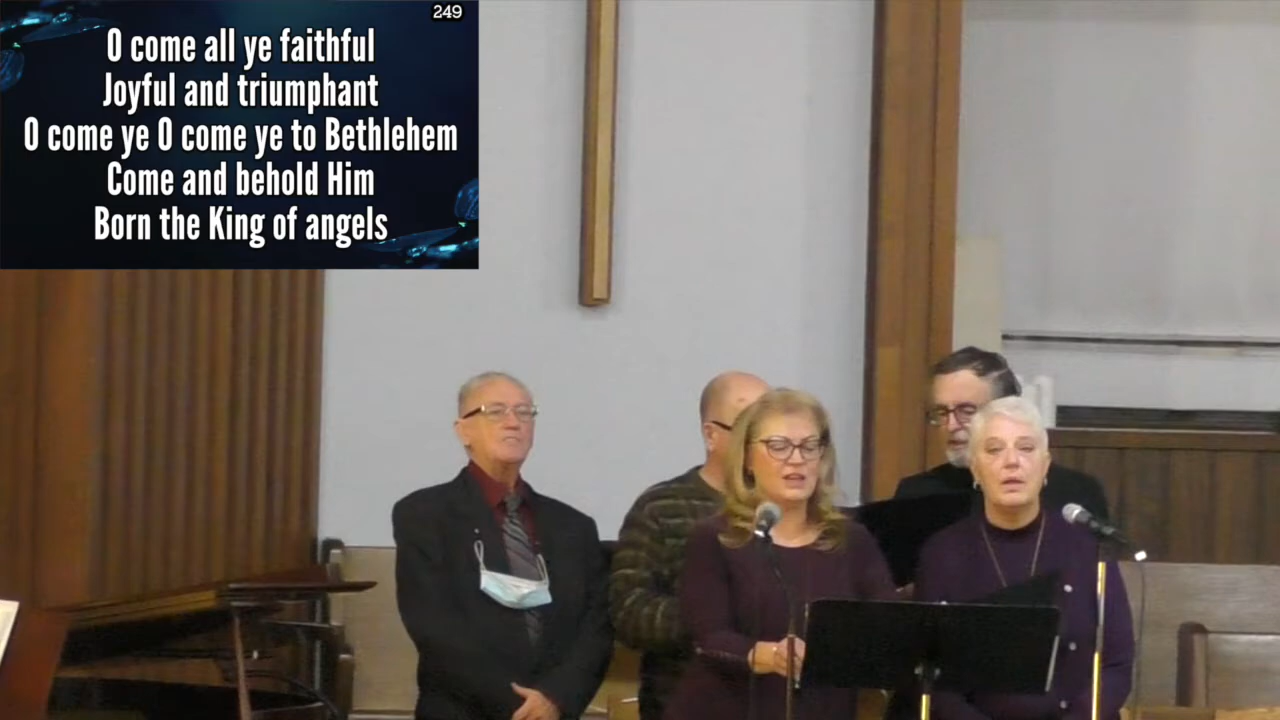 249
O come all ye faithful
Joyful and triumphant
O come ye O come ye to Bethlehem
Come and behold Him
Born the King of angels